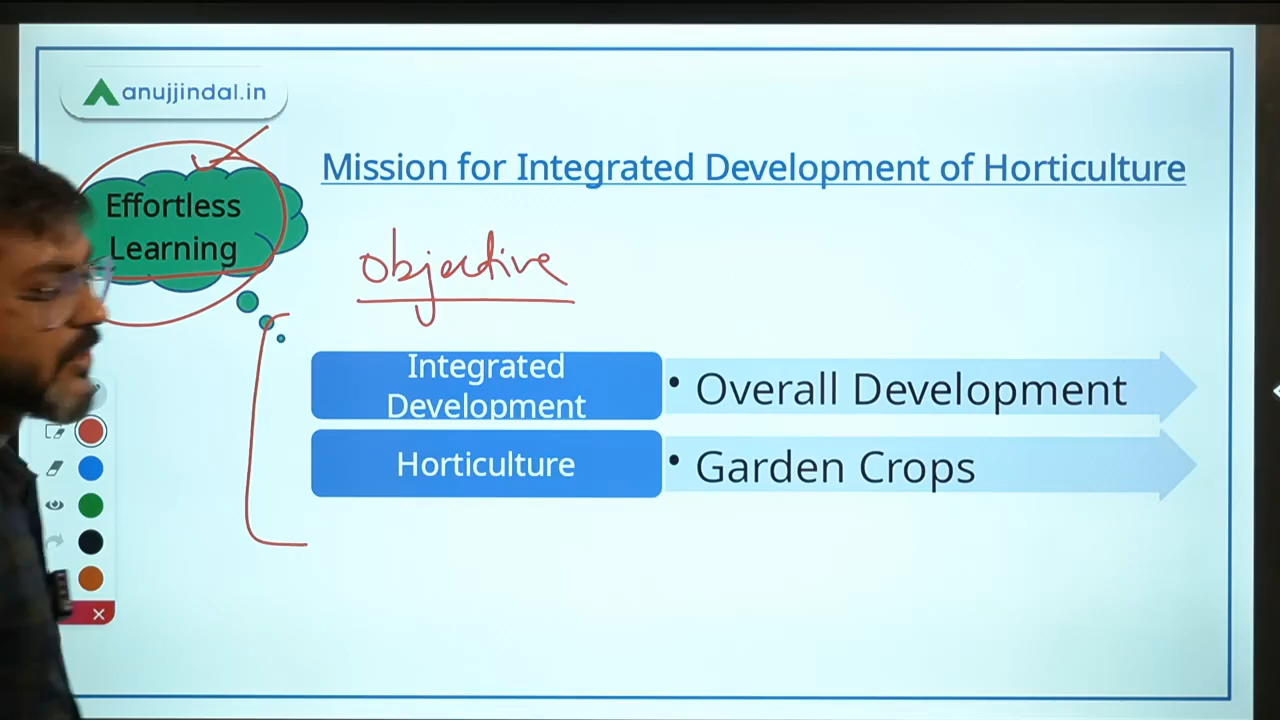 anujjindal.in
Effortless
Learning
Mission for Integrated Development of Horticulture
Objective
Integrated
Development
• Overall Development
Horticulture
• Garden Crops